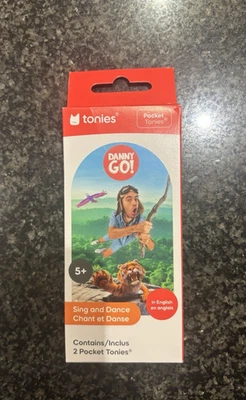 tonies®
Pocket
Tonies®
DANNY
GO!
5+
Sing and Dance
Chant et Danse
in English
en anglais
Contains/Inclus
2 Pocket Tonies®